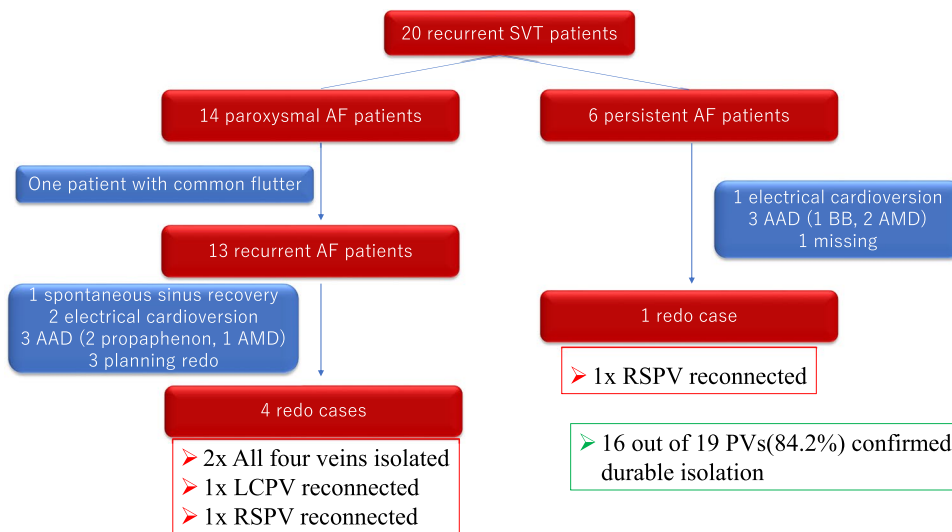 20 recurrent SVT patients
14 paroxysmal AF patients
6 persistent AF patients
One patient with common flutter
1 electrical cardioversion
3 AAD (1 BB, 2 AMD)
1 missing
13 recurrent AF patients
1 spontaneous sinus recovery
2 electrical cardioversion
3 AAD (2 propaphenon, 1 AMD)
3 planning redo
1 redo case
➢ 1x RSPV reconnected
4 redo cases
➢ 2x All four veins isolated
➢ 1x LCPV reconnected
➢ 1x RSPV reconnected
➢ 16 out of 19 PVs(84.2%) confirmed
durable isolation